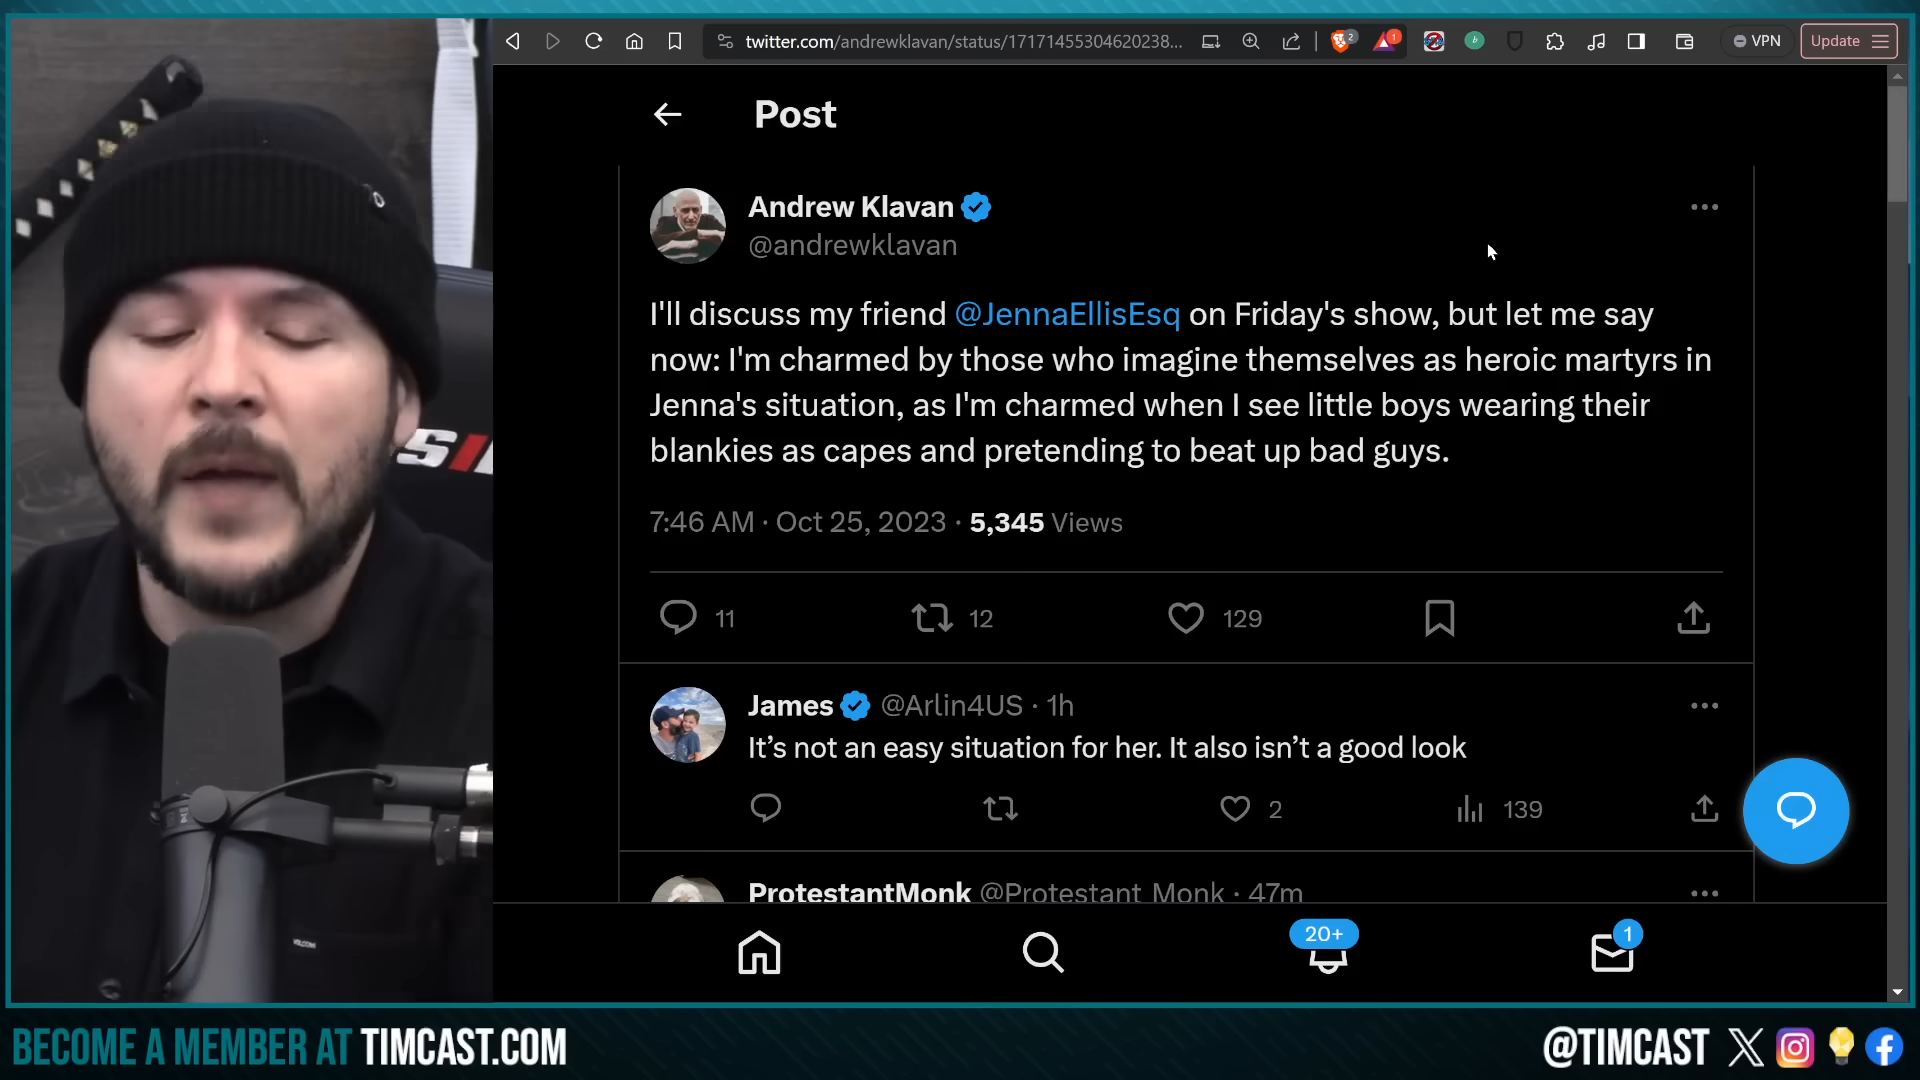 twitter.com/andrewklavan/status/17171455304620238...
2
1
VPN
Update
Post
Andrew Klavan
@andrewklavan
I'll discuss my friend @JennaEllisEsq on Friday's show, but let me say
now: I'm charmed by those who imagine themselves as heroic martyrs in
Jenna's situation, as I'm charmed when I see little boys wearing their
blankies as capes and pretending to beat up bad guys.
7:46 AM · Oct 25, 2023 · 5,345 Views
11
12
129
James @Arlin4US · 1h
It’s not an easy situation for her. It also isn’t a good look
2
139
ProtestantMonk @Protestant_Monk · 47m
20+
1
BECOME A MEMBER AT TIMCAST.COM
@TIMCAST